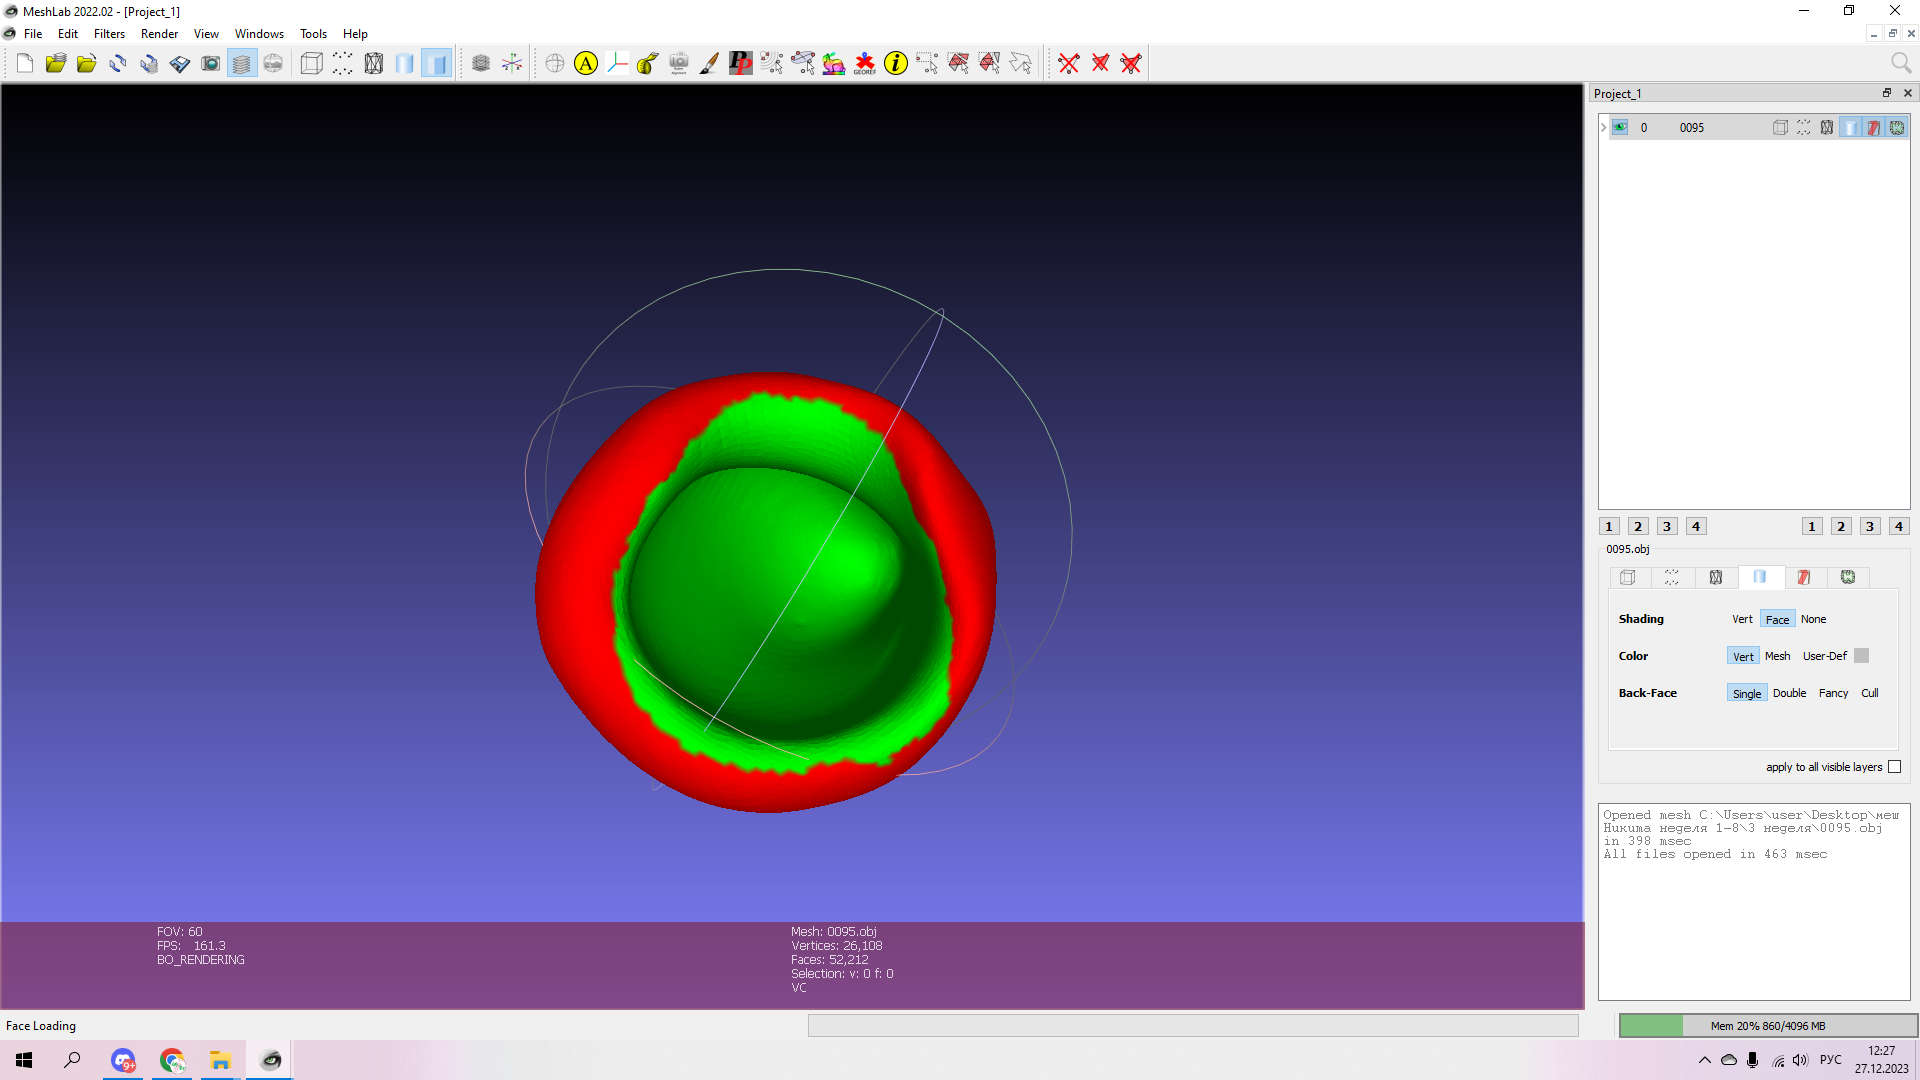 MeshLab 2022.02 - [Project_1]
File Edit Filters Render View Windows Tools Help
A PP GEOREF i
Project_1
0 0095
1 2 3 4 1 2 3 4
0095.obj
Shading Vert Face None
Color Vert Mesh User-Def
Back-Face Single Double Fancy Cull
apply to all visible layers
Opened mesh C:\Users\user\Desktop\меш
Никита неделя 1-8\3 неделя\0095.obj
in 398 msec
All files opened in 463 msec
FOV: 60
FPS: 161.3
BO_RENDERING
Mesh: 0095.obj
Vertices: 26,108
Faces: 52,212
Selection: v: 0 f: 0
VC
Face Loading
Mem 20% 860/4096 MB
9+
РУС
12:27
27.12.2023